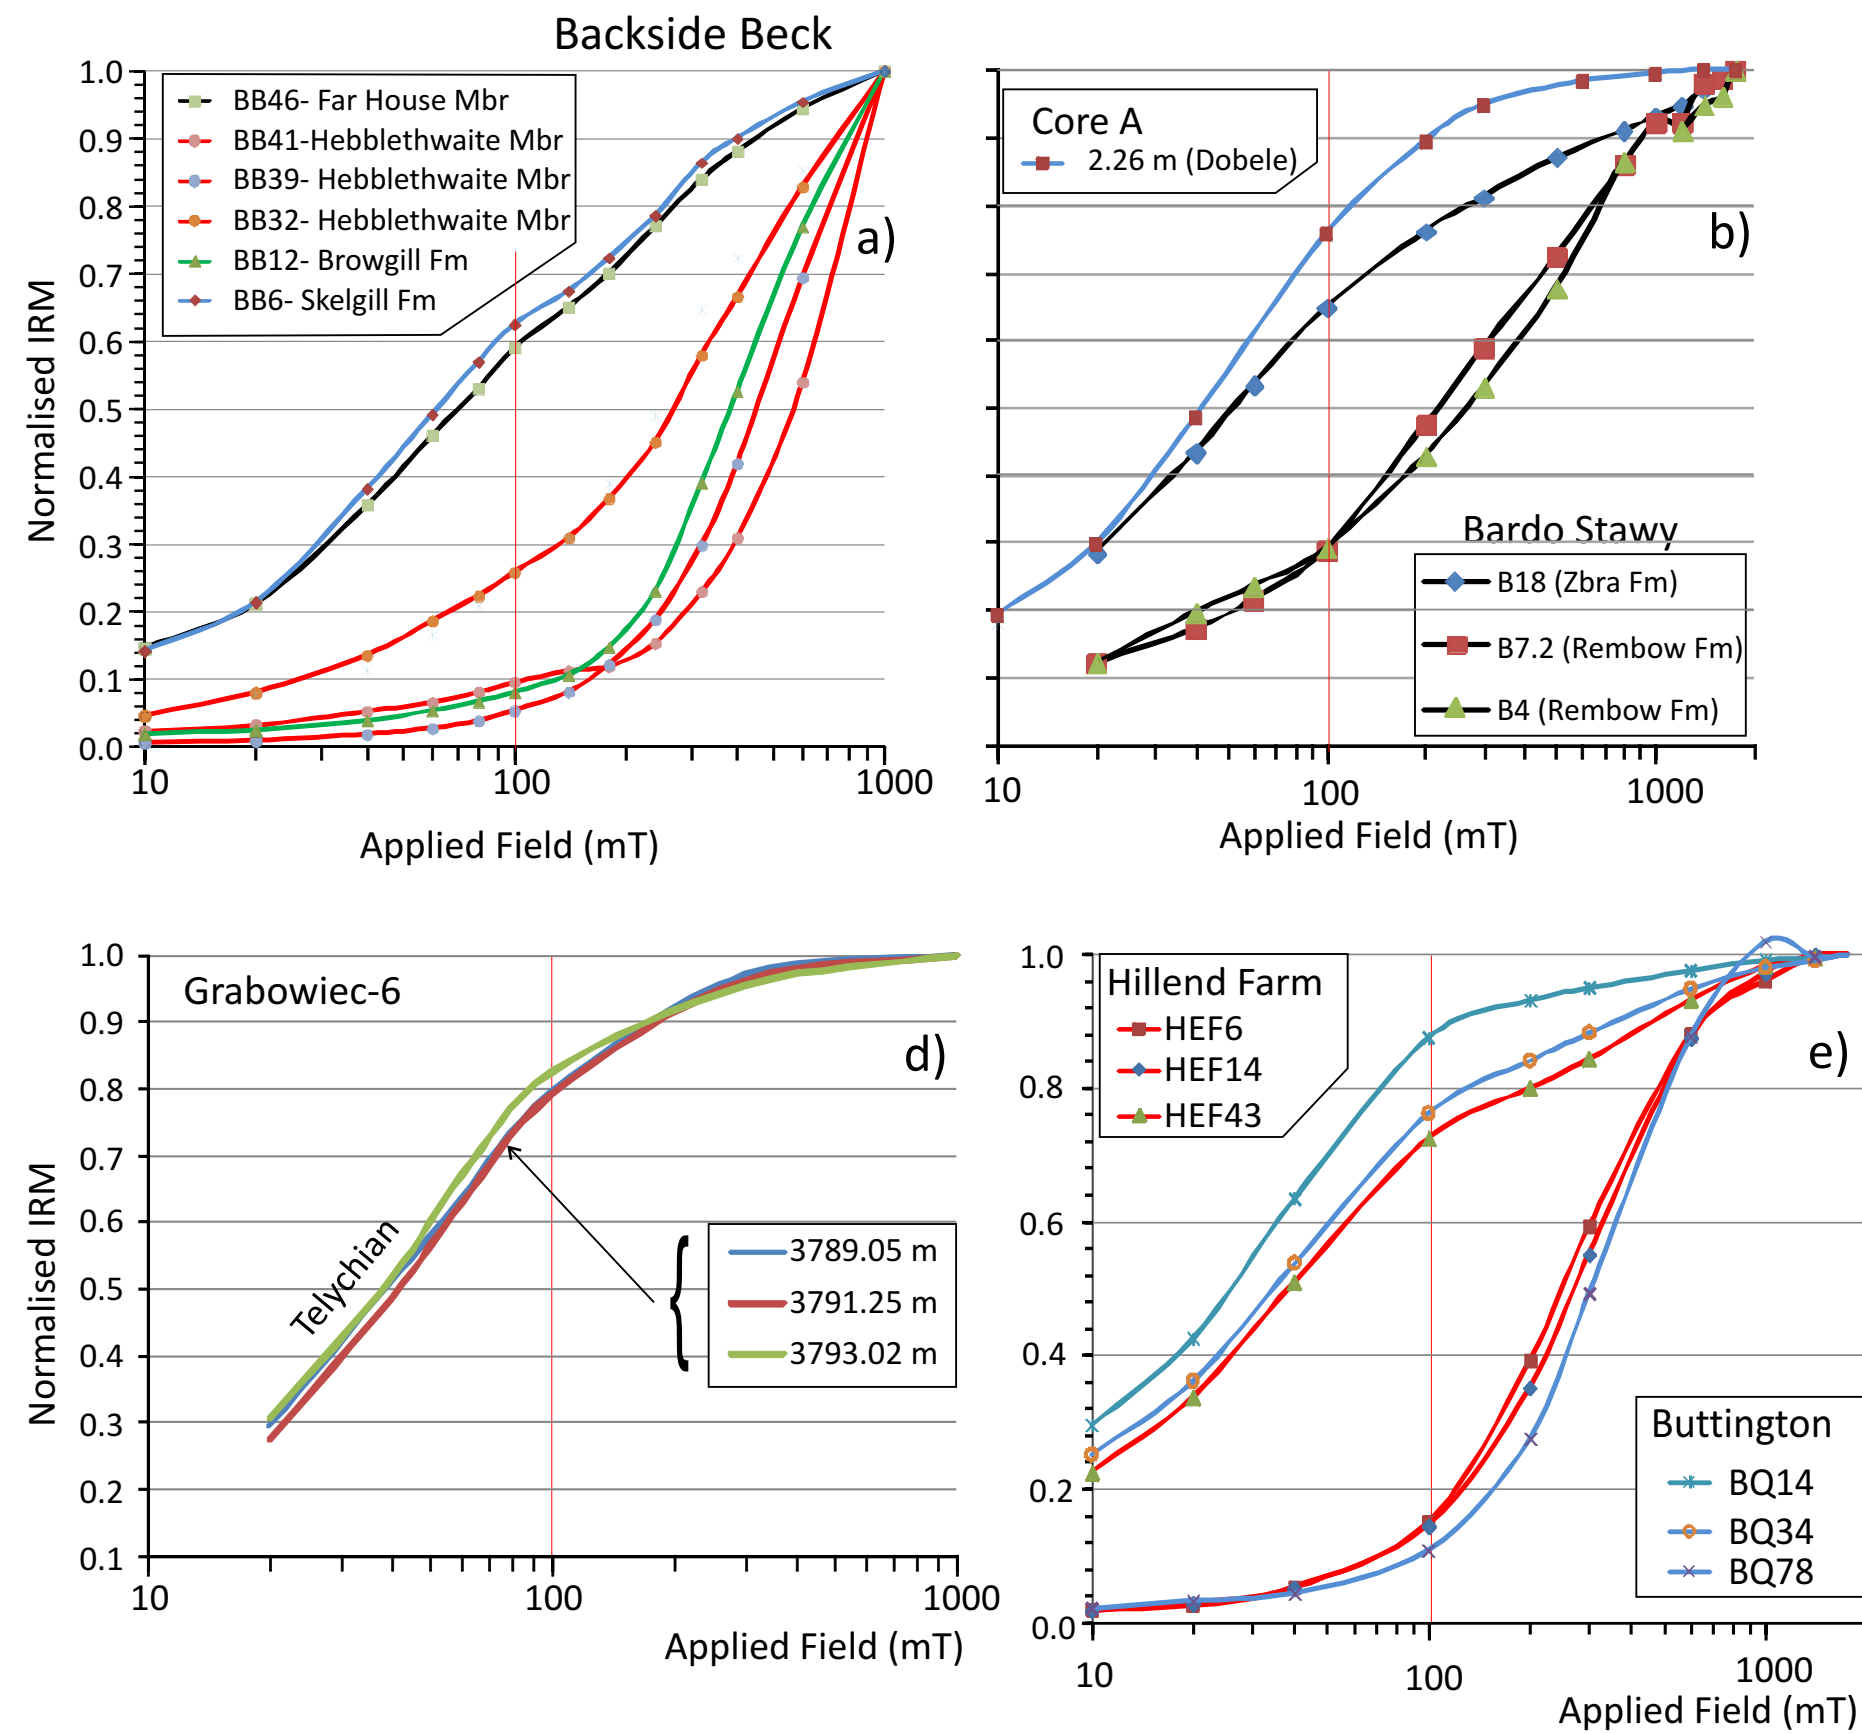 Backside Beck
1.0
0.9
0.8
0.7
0.6
0.5
0.4
0.3
0.2
0.1
0.0
Normalised IRM
BB46- Far House Mbr
BB41-Hebblethwaite Mbr
BB39- Hebblethwaite Mbr
BB32- Hebblethwaite Mbr
BB12- Browgill Fm
BB6- Skelgill Fm
a)
10
100
1000
Applied Field (mT)
Core A
2.26 m (Dobele)
b)
Bardo Stawy
B18 (Zbra Fm)
B7.2 (Rembow Fm)
B4 (Rembow Fm)
10
100
1000
Applied Field (mT)
1.0
0.9
0.8
0.7
0.6
0.5
0.4
0.3
0.2
0.1
Normalised IRM
Grabowiec-6
d)
Telychian
3789.05 m
3791.25 m
3793.02 m
10
100
1000
Applied Field (mT)
1.0
0.8
0.6
0.4
0.2
0.0
Hillend Farm
HEF6
HEF14
HEF43
e)
Buttington
BQ14
BQ34
BQ78
10
100
1000
Applied Field (mT)